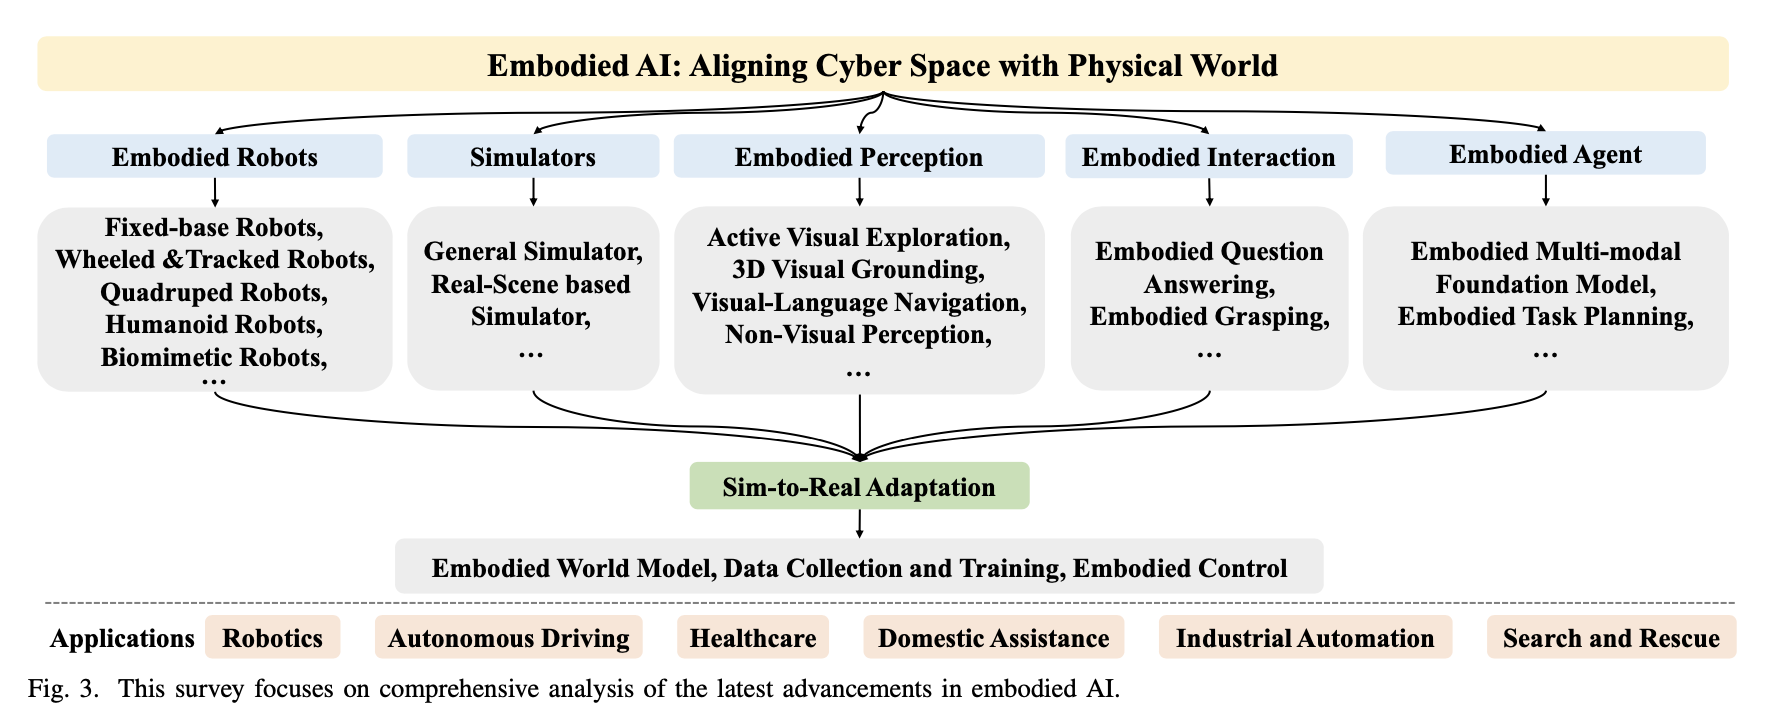 Embodied AI: Aligning Cyber Space with Physical World
Embodied Robots
Simulators
Embodied Perception
Embodied Interaction
Embodied Agent
Fixed-base Robots,
Wheeled &Tracked Robots,
Quadruped Robots,
Humanoid Robots,
Biomimetic Robots,
…
General Simulator,
Real-Scene based
Simulator,
…
Active Visual Exploration,
3D Visual Grounding,
Visual-Language Navigation,
Non-Visual Perception,
…
Embodied Question
Answering,
Embodied Grasping,
…
Embodied Multi-modal
Foundation Model,
Embodied Task Planning,
…
Sim-to-Real Adaptation
Embodied World Model, Data Collection and Training, Embodied Control
Applications Robotics Autonomous Driving Healthcare Domestic Assistance Industrial Automation Search and Rescue
Fig. 3. This survey focuses on comprehensive analysis of the latest advancements in embodied AI.